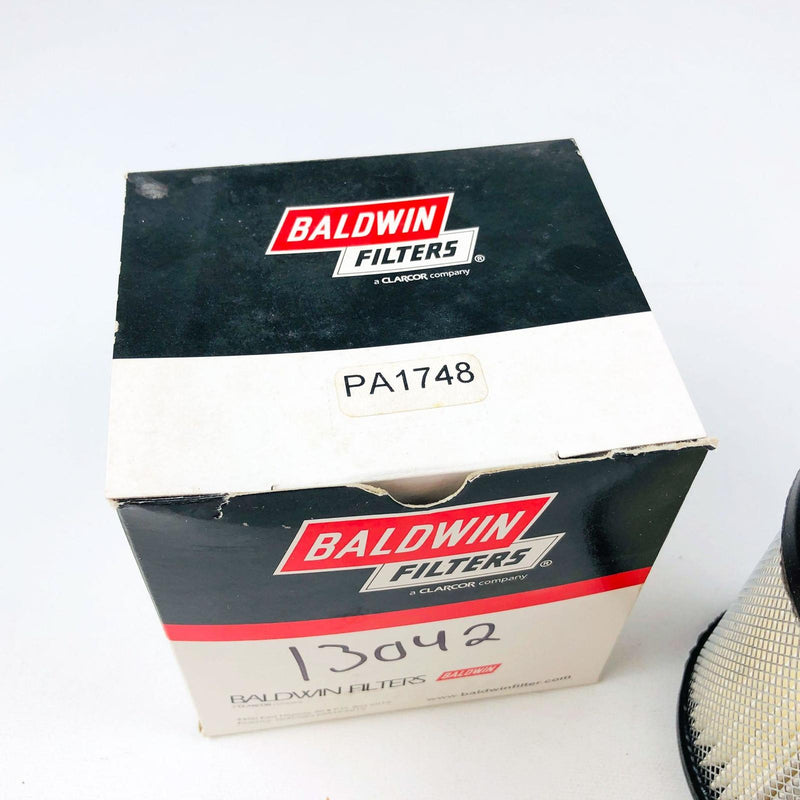 BALDWIN
FILTERS®
a CLARCOR company
PA1748
BALDWIN
FILTERS®
a CLARCOR company
13042
BALDWIN FILTERS BALDWIN
www.baldwinfilter.com